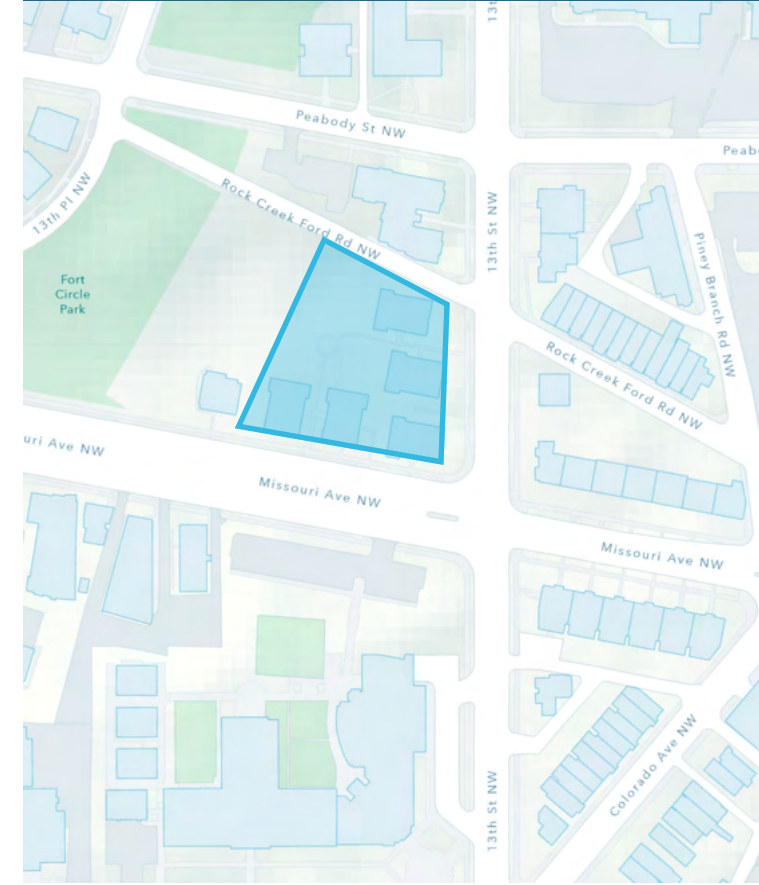 13t
Peabody St NW
Peab
13th Pl NW
Rock Creek Ford Rd NW
13th St NW
Piney Branch Rd NW
Fort
Circle
Park
Rock Creek Ford Rd NW
uri Ave NW
Missouri Ave NW
Missouri Ave NW
Colorado Ave NW
13th St NW